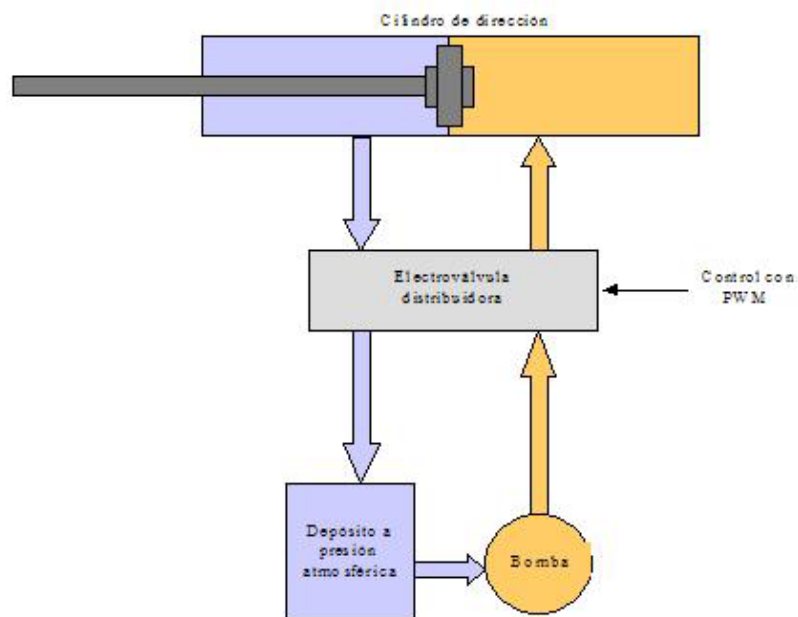 Cilindro de dirección
Electroválvula
distribuidora
Control con
PWM
Depósito a
presión
atmosférica
Bomba